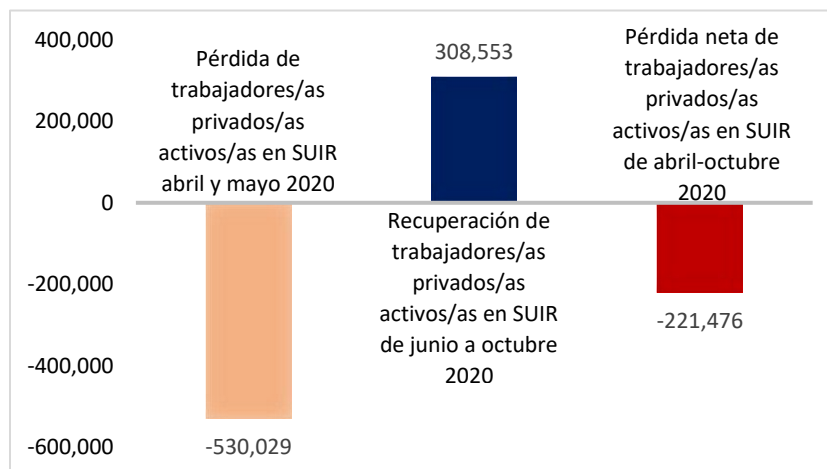 400,000
200,000
0
-200,000
-400,000
-600,000
Pérdida de
trabajadores/as
privados/as
activos/as en SUIR
abril y mayo 2020
-530,029
308,553
Recuperación de
trabajadores/as
privados/as
activos/as en SUIR
de junio a octubre
2020
Pérdida neta de
trabajadores/as
privados/as
activos/as en SUIR
de abril-octubre
2020
-221,476